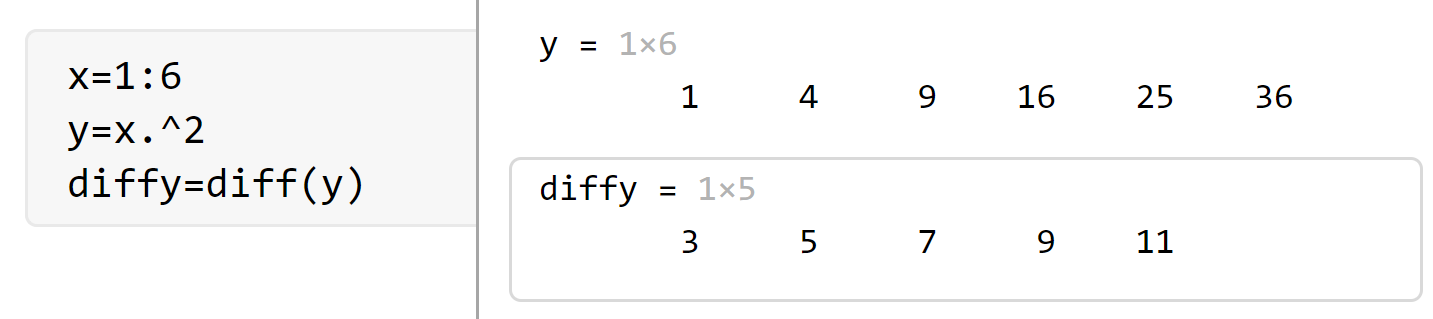 x=1:6
y=x.^2
diffy=diff(y)
y = 1×6
1 4 9 16 25 36
diffy = 1×5
3 5 7 9 11